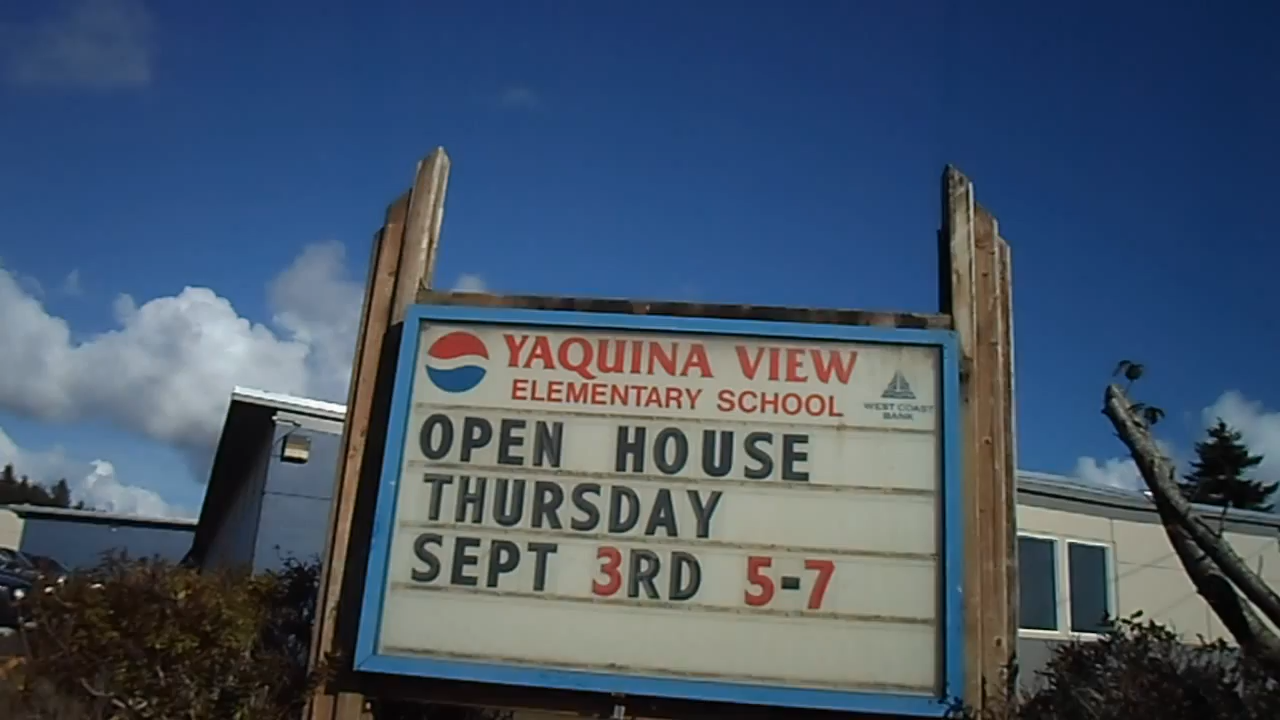 YAQUINA VIEW
ELEMENTARY SCHOOL
WEST COAST
BANK
OPEN HOUSE
THURSDAY
SEPT 3RD 5-7